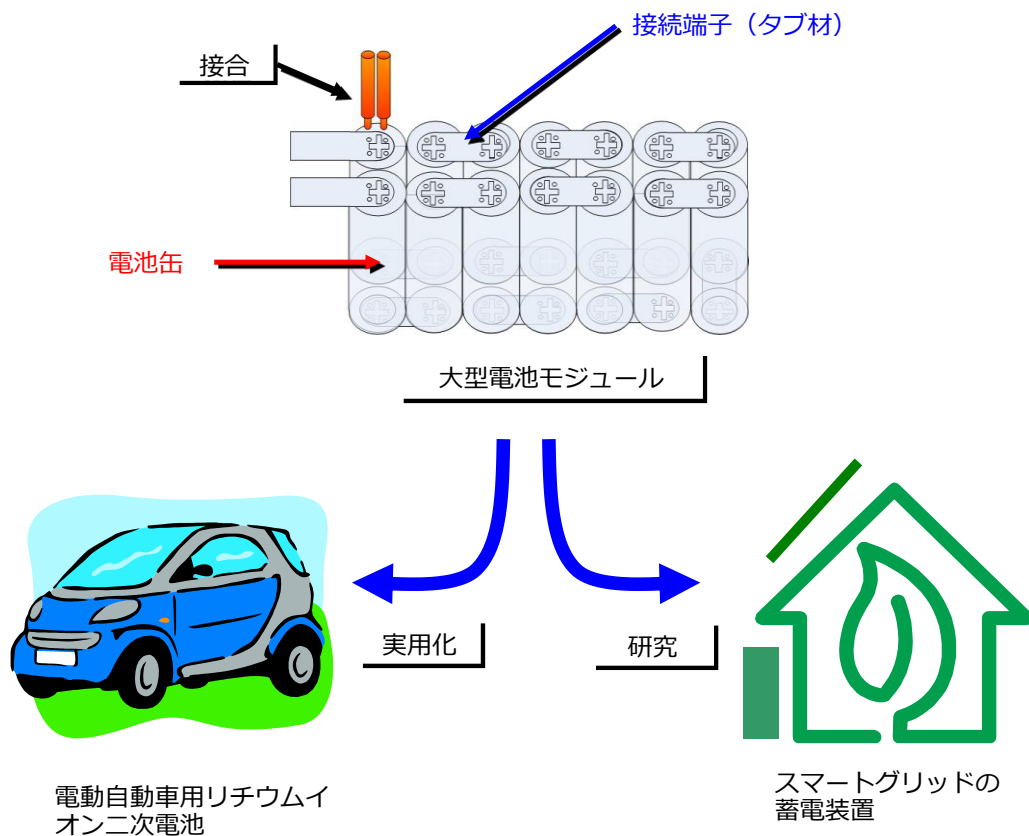 接続端子（タブ材）
接合
電池缶
大型電池モジュール
実用化
研究
電動自動車用リチウムイ
オン二次電池
スマートグリッドの
蓄電装置